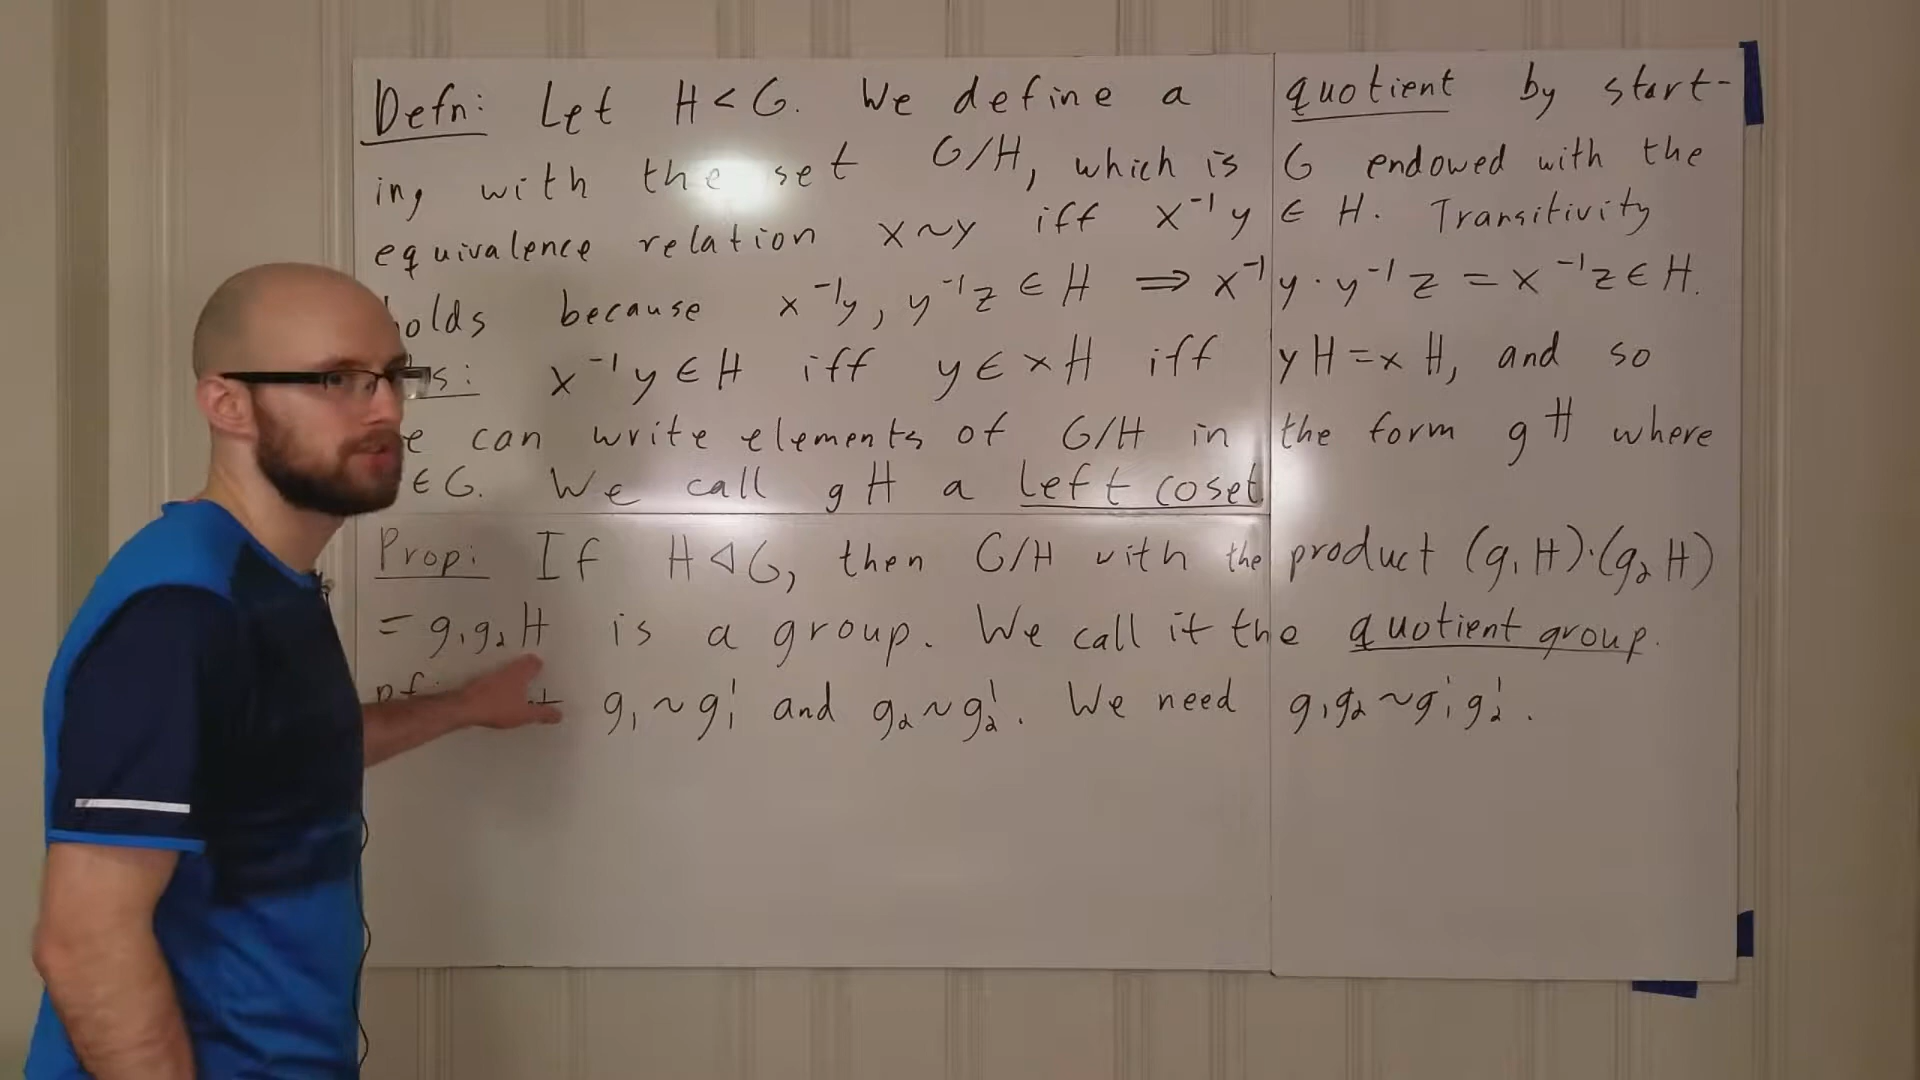 Defn: Let H < G. We define a quotient by start-
ing with the set G/H, which is G endowed with the
equivalence relation x~y iff x⁻¹y ∈ H. Transitivity
olds because x⁻¹y, y⁻¹z ∈ H ⟹ x⁻¹y · y⁻¹z = x⁻¹z ∈ H.
s: x⁻¹y ∈ H iff y ∈ xH iff yH = xH, and so
e can write elements of G/H in the form gH where
∈ G. We call gH a left coset
Prop: If H ⊲ G, then G/H with the product (g₁H)·(g₂H)
= g₁g₂H is a group. We call it the quotient group.
g₁ ~ g₁' and g₂ ~ g₂'. We need g₁g₂ ~ g₁'g₂'.